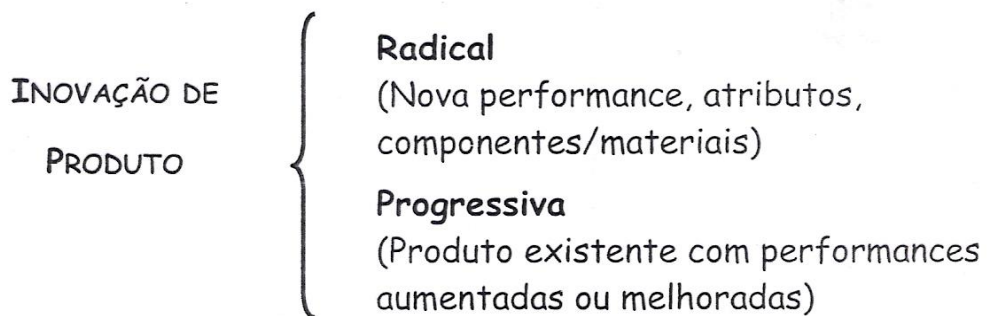 INOVAÇÃO DE
PRODUTO
Radical
(Nova performance, atributos,
componentes/materiais)
Progressiva
(Produto existente com performances
aumentadas ou melhoradas)